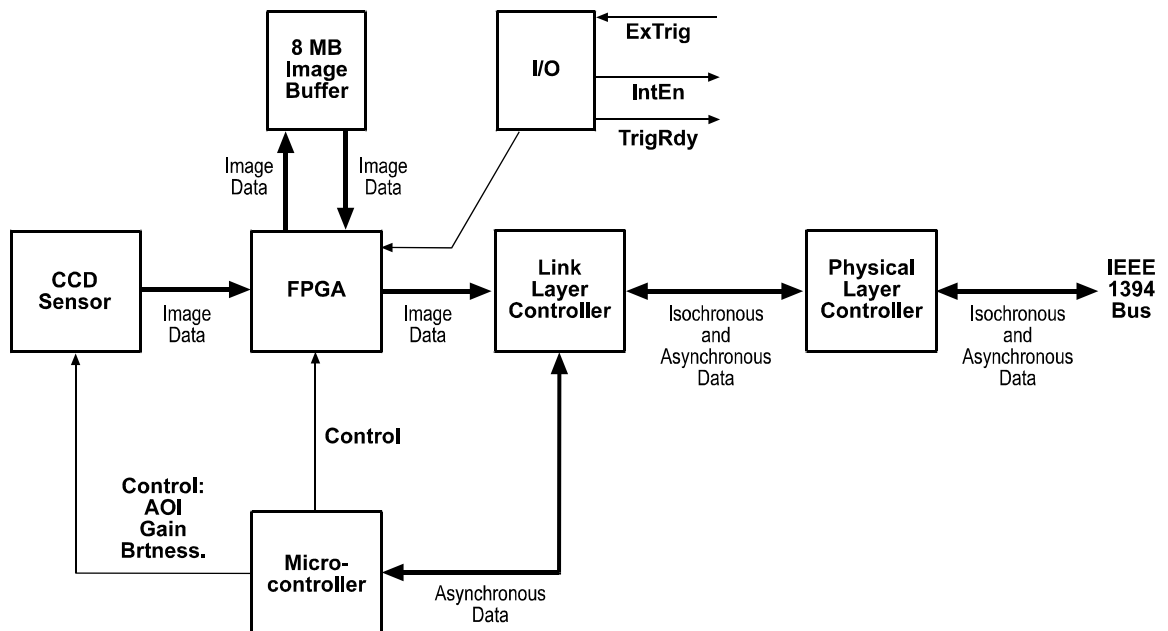 8 MB
Image
Buffer
I/O
ExTrig
IntEn
TrigRdy
Image
Data
Image
Data
CCD
Sensor
Image
Data
FPGA
Image
Data
Link
Layer
Controller
Isochronous
and
Asynchronous
Data
Physical
Layer
Controller
Isochronous
and
Asynchronous
Data
IEEE
1394
Bus
Control
Control:
AOI
Gain
Brtness.
Micro-
controller
Asynchronous
Data